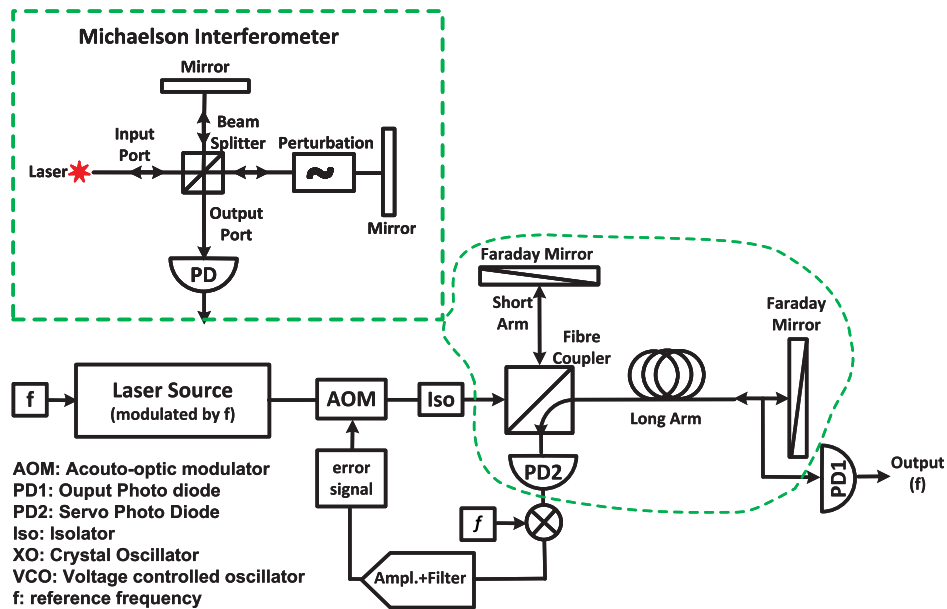 Michaelson Interferometer
Mirror
Beam
Splitter
Input
Port
Perturbation
Laser
~
Output
Port
Mirror
PD
Faraday Mirror
Short
Arm
Faraday
Mirror
Fibre
Coupler
f
Laser Source
(modulated by f)
AOM
Iso
Long Arm
error
signal
PD2
PD1
Output
(f)
f
Ampl.+Filter
AOM: Acouto-optic modulator
PD1: Ouput Photo diode
PD2: Servo Photo Diode
Iso: Isolator
XO: Crystal Oscillator
VCO: Voltage controlled oscillator
f: reference frequency